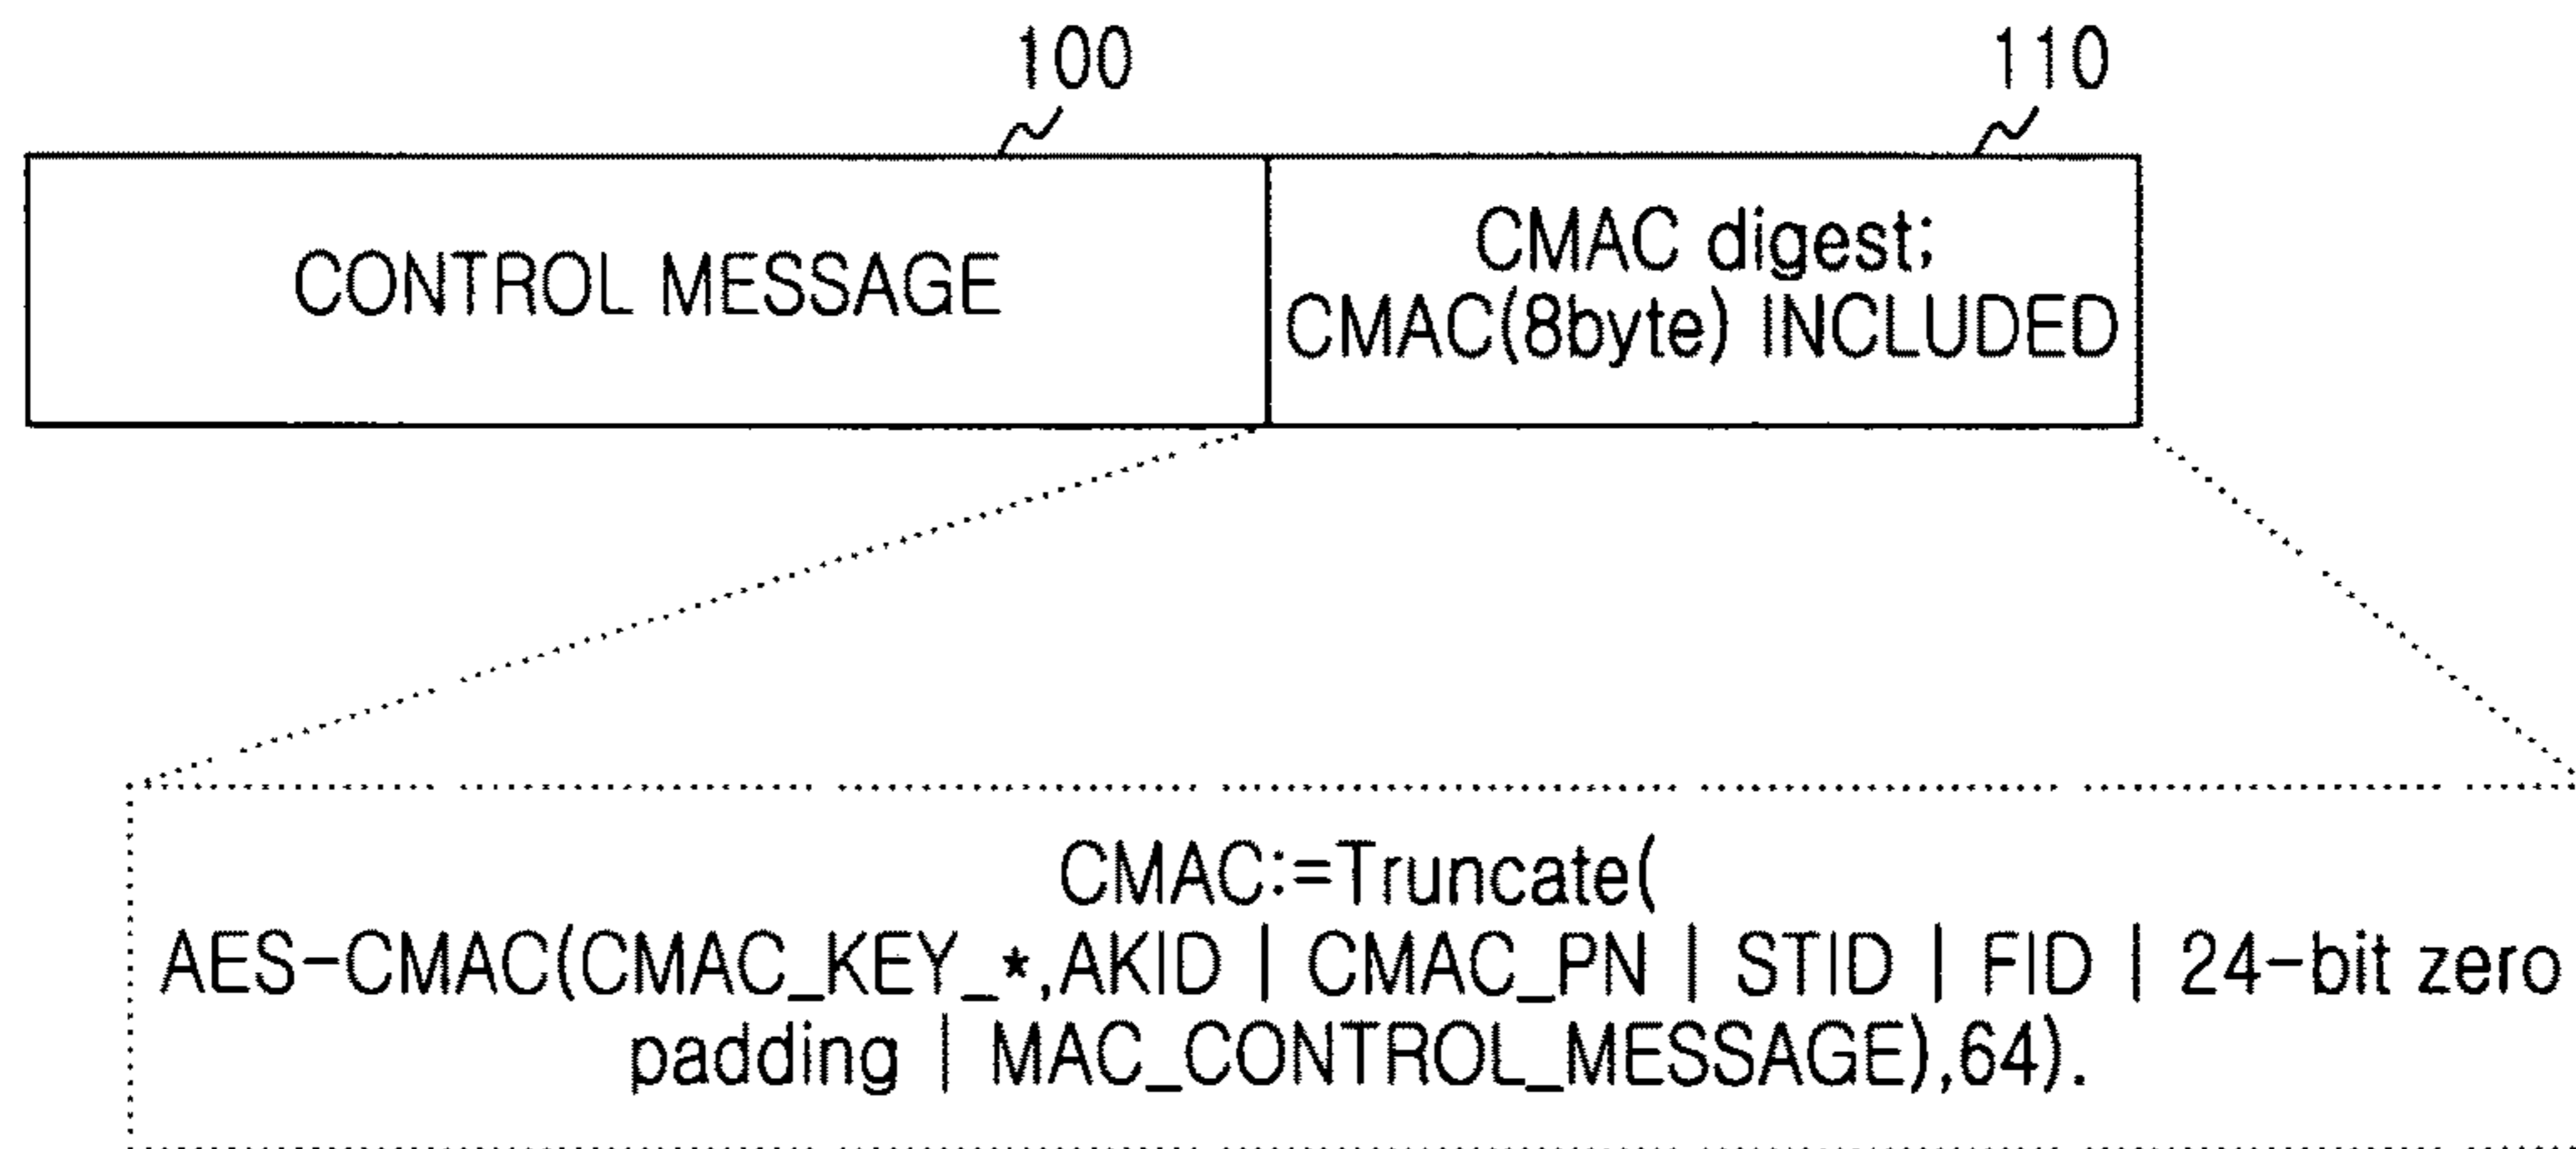 100
110
CONTROL MESSAGE
CMAC digest;
CMAC(8byte) INCLUDED
CMAC:=Truncate(
AES-CMAC(CMAC_KEY_*,AKID | CMAC_PN | STID | FID | 24-bit zero
padding | MAC_CONTROL_MESSAGE),64).